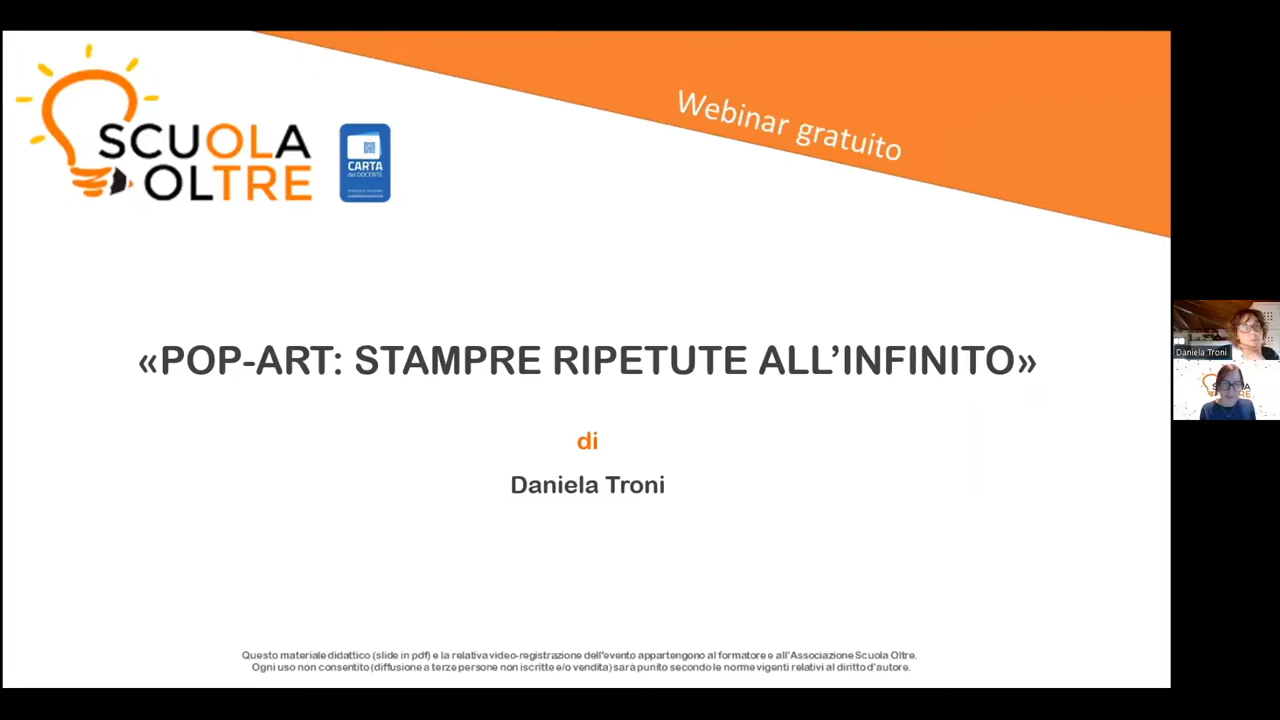 Webinar gratuito
SCUOLA
OLTRE
CARTA
del DOCENTE
«POP-ART: STAMPRE RIPETUTE ALL’INFINITO»
di
Daniela Troni
Daniela Troni
Questo materiale didattico (slide in pdf) e la relativa video-registrazione dell'evento appartengono al formatore e all'Associazione Scuola Oltre.
Ogni uso non consentito (diffusione a terze persone non iscritte e/o vendita) sarà punito secondo le norme vigenti relativi al diritto d'autore.